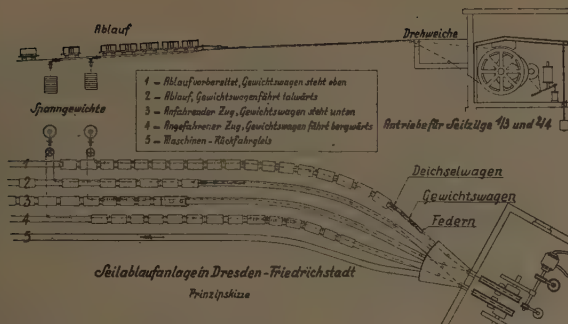 Ablauf
Drehweiche
Spanngewichte
1 – Ablauf vorbereitet, Gewichtswagen steht oben
2 – Ablauf, Gewichtswagen fährt talwärts
3 – Anfahrender Zug, Gewichtswagen steht unten
4 – Angefahrener Zug, Gewichtswagen fährt bergwärts
5 – Maschinen-Rückfahrgleis
Antriebe für Seilzüge 1/3 und 2/4
1
2
3
4
5
Deichselwagen
Gewichtswagen
Federn
Seilablaufanlage in Dresden-Friedrichstadt
Prinzipskizze